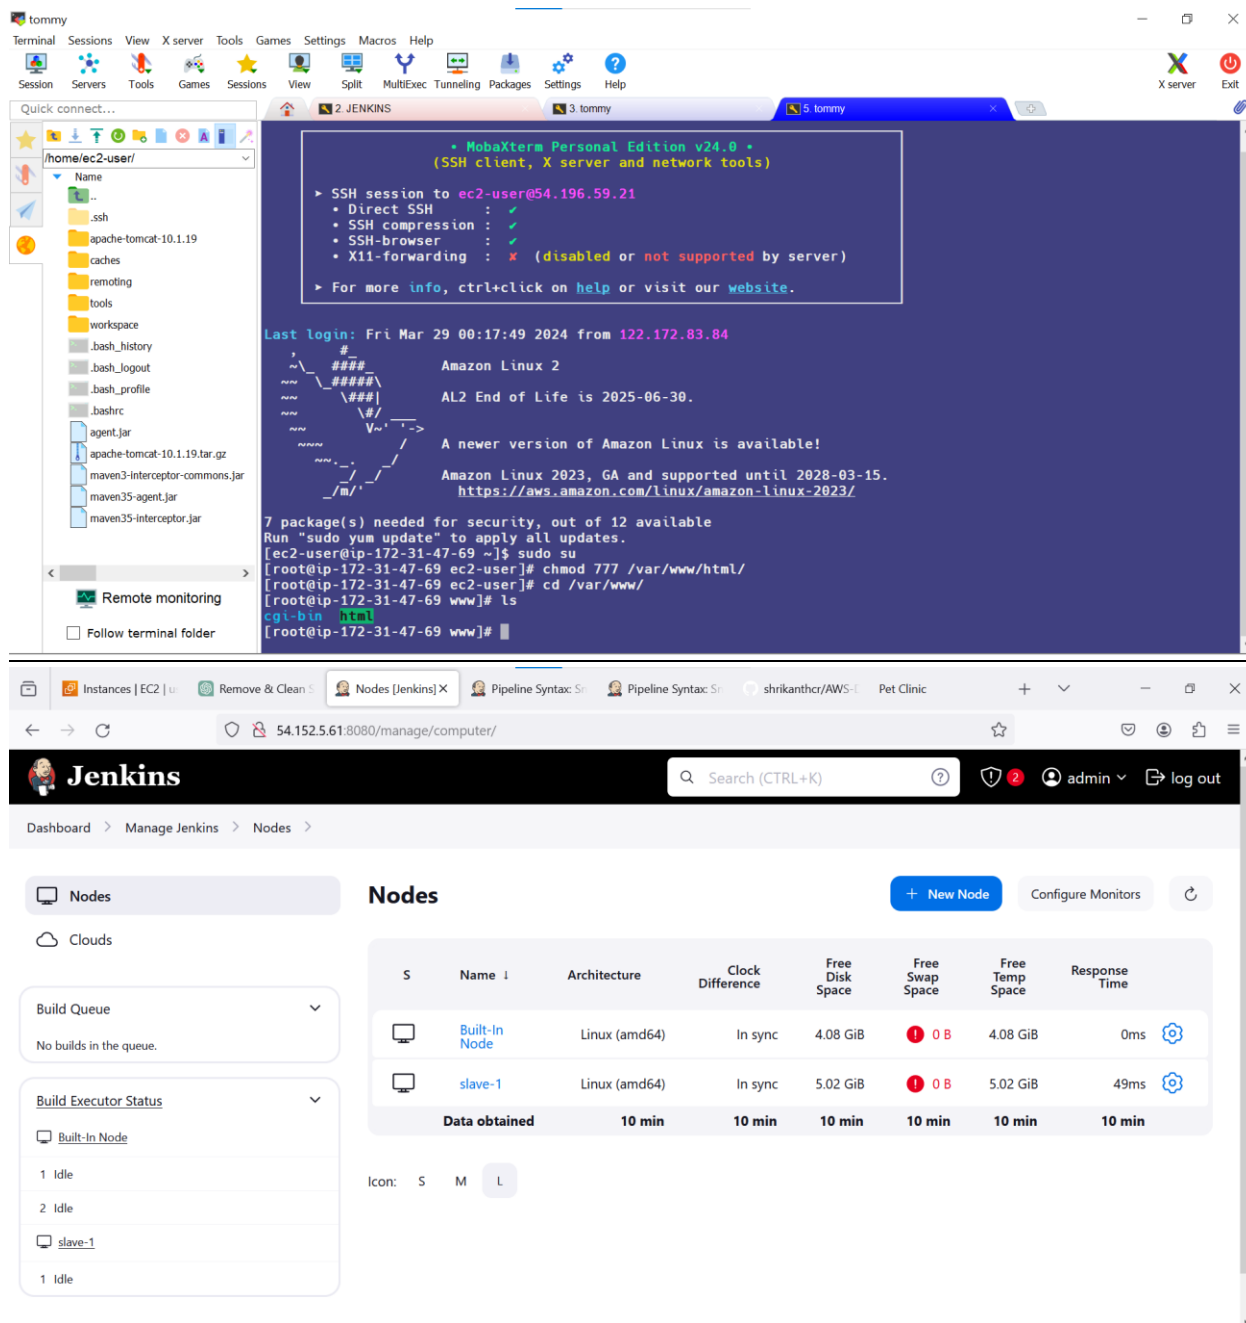 tommy
Terminal Sessions View X server Tools Games Settings Macros Help
Session Servers Tools Games Sessions View Split MultiExec Tunneling Packages Settings Help X server Exit
Quick connect... 2. JENKINS 3. tommy 5. tommy
/home/ec2-user/
Name
..
.ssh
apache-tomcat-10.1.19
caches
remoting
tools
workspace
.bash_history
.bash_logout
.bash_profile
.bashrc
agent.jar
apache-tomcat-10.1.19.tar.gz
maven3-interceptor-commons.jar
maven35-agent.jar
maven35-interceptor.jar
Remote monitoring
Follow terminal folder
• MobaXterm Personal Edition v24.0 •
(SSH client, X server and network tools)
➤ SSH session to ec2-user@54.196.59.21
• Direct SSH : ✔
• SSH compression : ✔
• SSH-browser : ✔
• X11-forwarding : ✘ (disabled or not supported by server)
➤ For more info, ctrl+click on help or visit our website.
Last login: Fri Mar 29 00:17:49 2024 from 122.172.83.84
, #_
~\_ ####_ Amazon Linux 2
~~ \_#####\
~~ \###| AL2 End of Life is 2025-06-30.
~~ \#/ ___
~~ V~' '->
~~~ / A newer version of Amazon Linux is available!
~~._. _/
_/ _/ Amazon Linux 2023, GA and supported until 2028-03-15.
_/m/' https://aws.amazon.com/linux/amazon-linux-2023/
7 package(s) needed for security, out of 12 available
Run "sudo yum update" to apply all updates.
[ec2-user@ip-172-31-47-69 ~]$ sudo su
[root@ip-172-31-47-69 ec2-user]# chmod 777 /var/www/html/
[root@ip-172-31-47-69 ec2-user]# cd /var/www/
[root@ip-172-31-47-69 www]# ls
cgi-bin html
[root@ip-172-31-47-69 www]#
Instances | EC2 | u Remove & Clean S Nodes [Jenkins] Pipeline Syntax: Sn Pipeline Syntax: Sn shrikanthcr/AWS-D Pet Clinic
54.152.5.61:8080/manage/computer/
Jenkins Search (CTRL+K) 2 admin log out
Dashboard > Manage Jenkins > Nodes >
Nodes
Clouds
Build Queue
No builds in the queue.
Build Executor Status
Built-In Node
1 Idle
2 Idle
slave-1
1 Idle
Nodes + New Node Configure Monitors
S Name ↓ Architecture Clock Difference Free Disk Space Free Swap Space Free Temp Space Response Time
Built-In Node Linux (amd64) In sync 4.08 GiB 0 B 4.08 GiB 0ms
slave-1 Linux (amd64) In sync 5.02 GiB 0 B 5.02 GiB 49ms
Data obtained 10 min 10 min 10 min 10 min 10 min 10 min
Icon: S M L